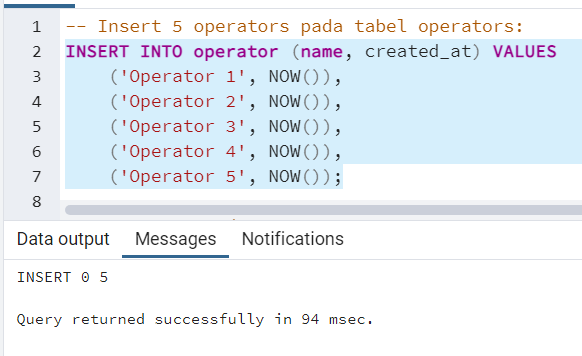 1 -- Insert 5 operators pada tabel operators:
2 INSERT INTO operator (name, created_at) VALUES
3 ('Operator 1', NOW()),
4 ('Operator 2', NOW()),
5 ('Operator 3', NOW()),
6 ('Operator 4', NOW()),
7 ('Operator 5', NOW());
8
Data output Messages Notifications
INSERT 0 5
Query returned successfully in 94 msec.